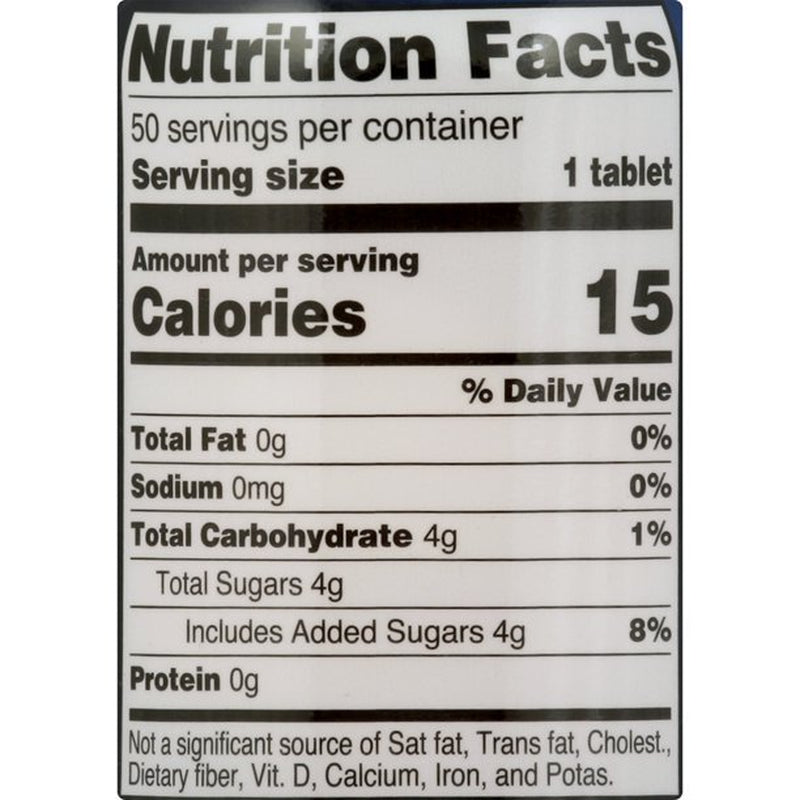 Nutrition Facts
50 servings per container
Serving size 1 tablet
Amount per serving
Calories 15
% Daily Value
Total Fat 0g 0%
Sodium 0mg 0%
Total Carbohydrate 4g 1%
Total Sugars 4g
Includes Added Sugars 4g 8%
Protein 0g
Not a significant source of Sat fat, Trans fat, Cholest.,
Dietary fiber, Vit. D, Calcium, Iron, and Potas.